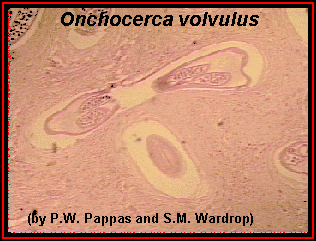 Onchocerca volvulus
(by P.W. Pappas and S.M. Wardrop)